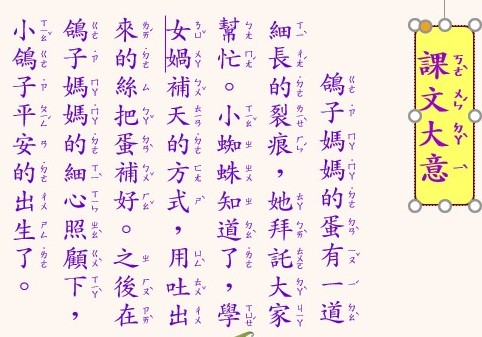 課文大意
鴿子媽媽的蛋有一道
細長的裂痕，她拜託大家
幫忙。小蜘蛛知道了，學
女媧補天的方式，用吐出
來的絲把蛋補好。之後在
鴿子媽媽的細心照顧下，
小鴿子平安的出生了。